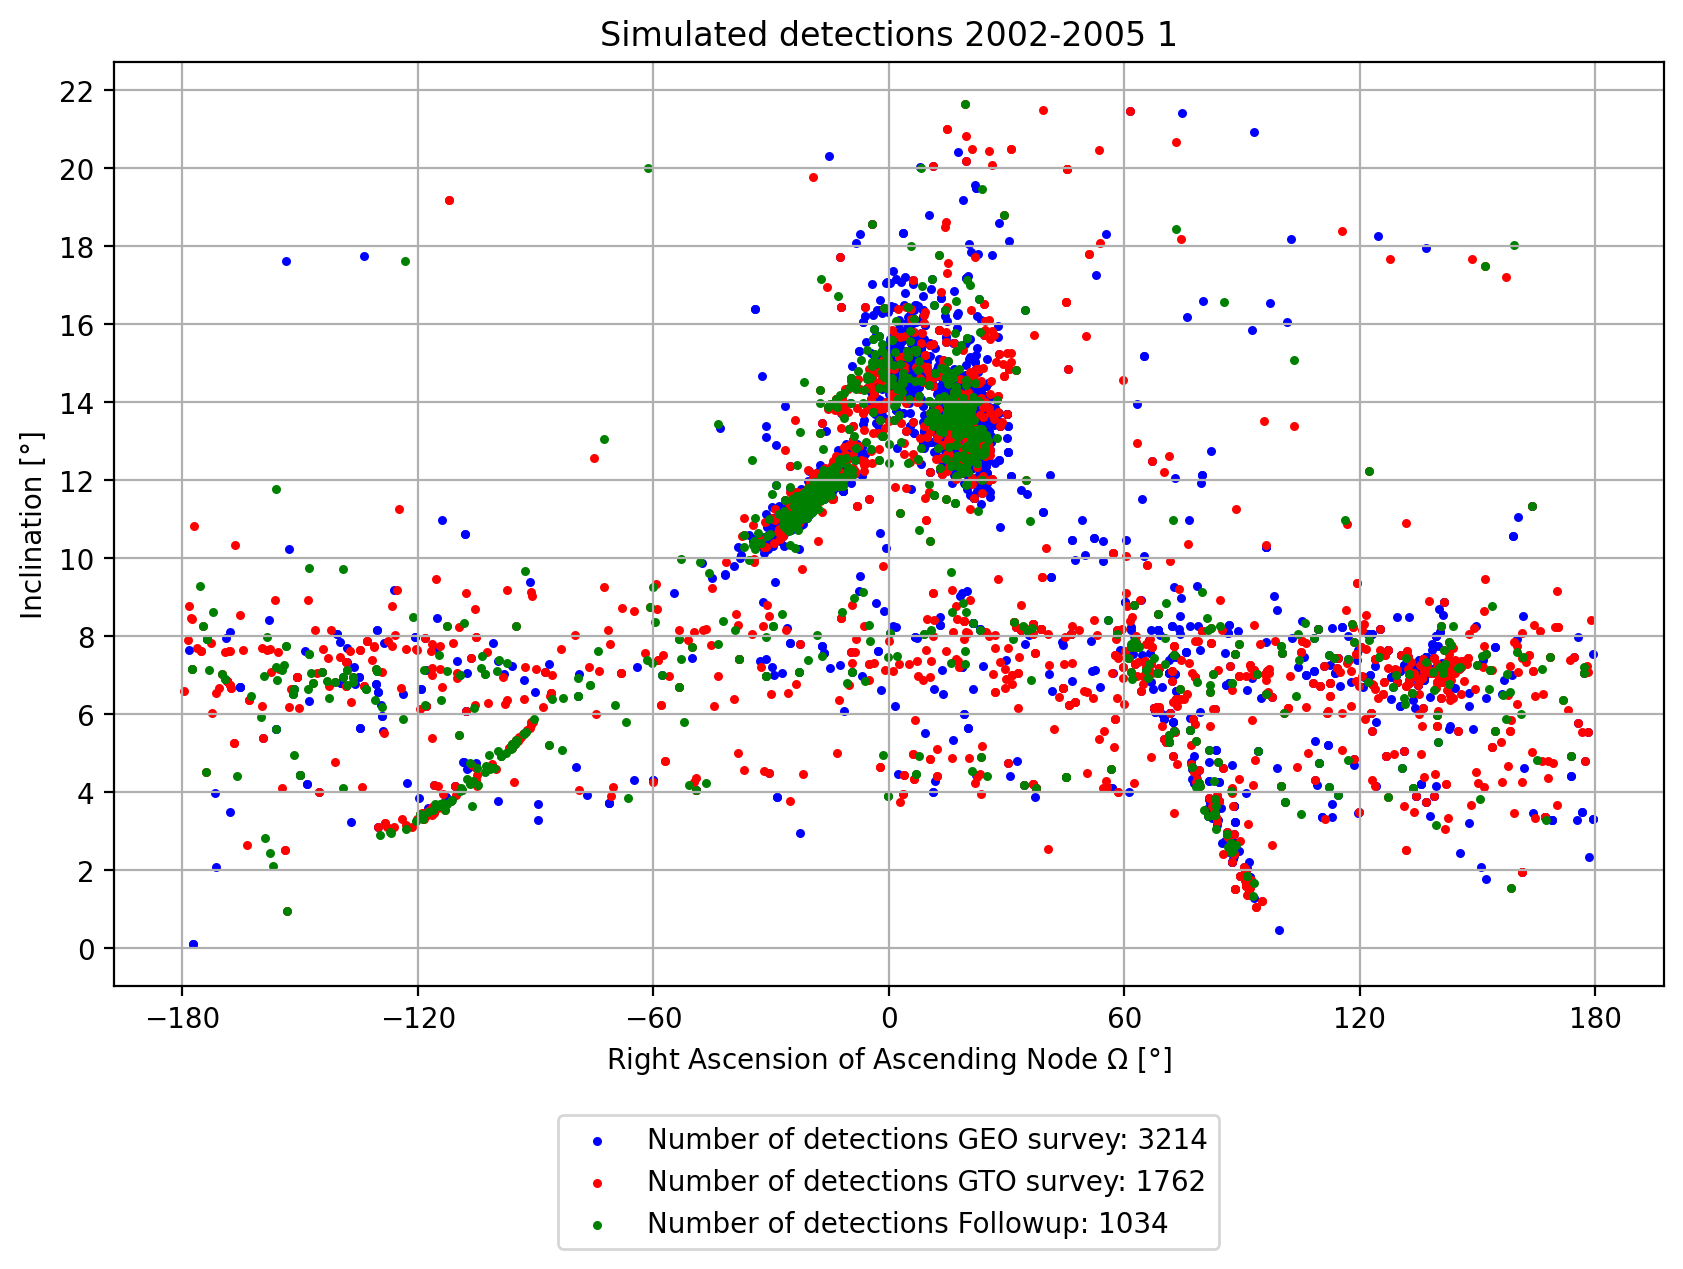 Simulated detections 2002-2005 1
22
20
18
16
14
12
10
8
6
4
2
0
Inclination [°]
−180 −120 −60 0 60 120 180
Right Ascension of Ascending Node Ω [°]
Number of detections GEO survey: 3214
Number of detections GTO survey: 1762
Number of detections Followup: 1034